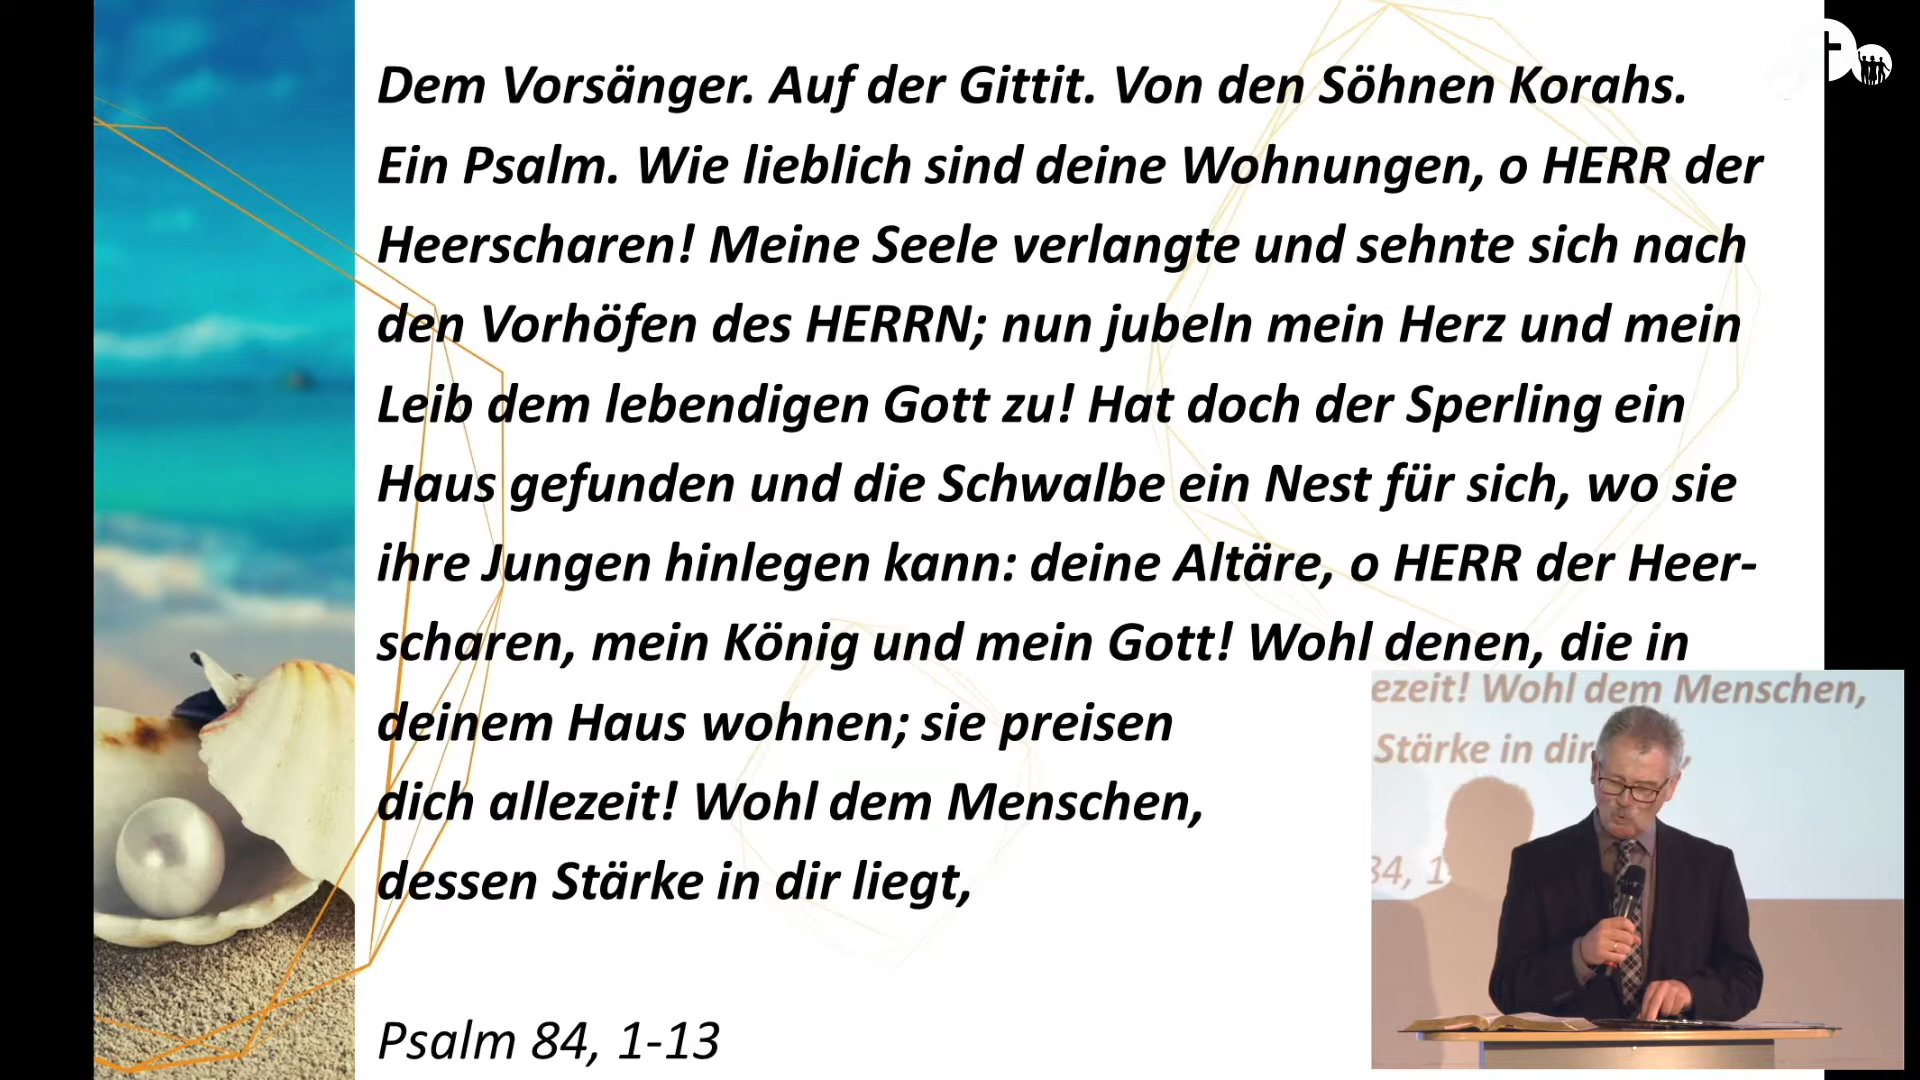 Dem Vorsänger. Auf der Gittit. Von den Söhnen Korahs.
Ein Psalm. Wie lieblich sind deine Wohnungen, o HERR der
Heerscharen! Meine Seele verlangte und sehnte sich nach
den Vorhöfen des HERRN; nun jubeln mein Herz und mein
Leib dem lebendigen Gott zu! Hat doch der Sperling ein
Haus gefunden und die Schwalbe ein Nest für sich, wo sie
ihre Jungen hinlegen kann: deine Altäre, o HERR der Heer-
scharen, mein König und mein Gott! Wohl denen, die in
deinem Haus wohnen; sie preisen
dich allezeit! Wohl dem Menschen,
dessen Stärke in dir liegt,
Psalm 84, 1-13
ezeit! Wohl dem Menschen,
Stärke in dir ,
84, 1